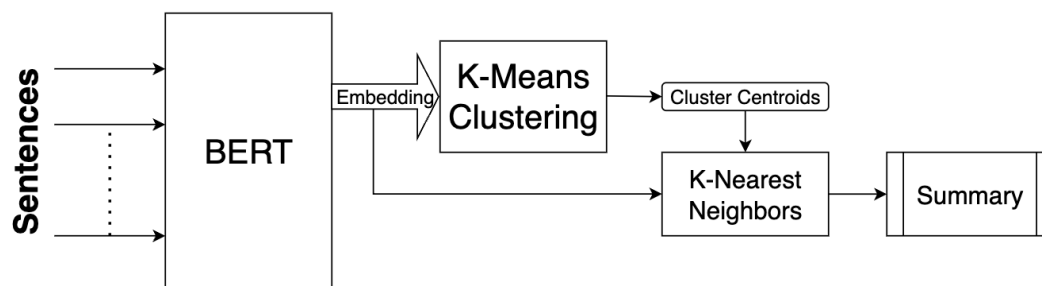 Sentences
BERT
Embedding
K-Means
Clustering
Cluster Centroids
K-Nearest
Neighbors
Summary